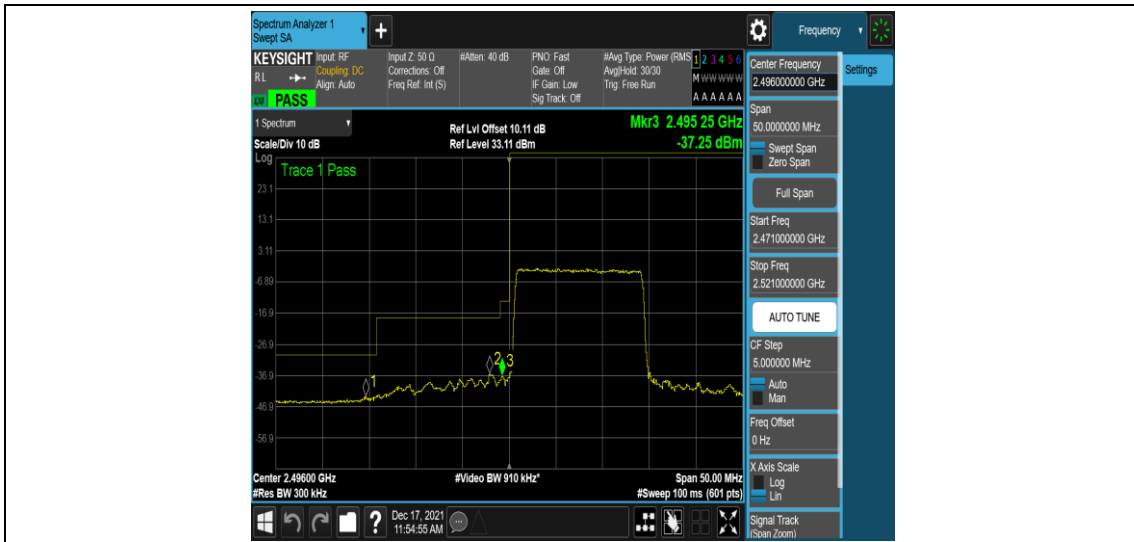 Spectrum Analyzer 1
Swept SA
+
Frequency
KEYSIGHT
R L
LXI
PASS
Input: RF
Coupling: DC
Align: Auto
Input Z: 50 Ω
Corrections: Off
Freq Ref: Int (S)
#Atten: 40 dB
PNO: Fast
Gate: Off
IF Gain: Low
Sig Track: Off
#Avg Type: Power (RMS
Avg|Hold: 30/30
Trig: Free Run
1 2 3 4 5 6
M W W W W W
A A A A A A
1 Spectrum
Scale/Div 10 dB
Ref Lvl Offset 10.11 dB
Ref Level 33.11 dBm
Mkr3 2.495 25 GHz
-37.25 dBm
Log
Trace 1 Pass
23.1
13.1
3.11
-6.89
-16.9
-26.9
-36.9
-46.9
-56.9
1
2
3
Center 2.49600 GHz
#Res BW 300 kHz
#Video BW 910 kHz*
Span 50.00 MHz
#Sweep 100 ms (601 pts)
?
Dec 17, 2021
11:54:55 AM
Center Frequency
2.496000000 GHz
Settings
Span
50.0000000 MHz
Swept Span
Zero Span
Full Span
Start Freq
2.471000000 GHz
Stop Freq
2.521000000 GHz
AUTO TUNE
CF Step
5.000000 MHz
Auto
Man
Freq Offset
0 Hz
X Axis Scale
Log
Lin
Signal Track
(Span Zoom)